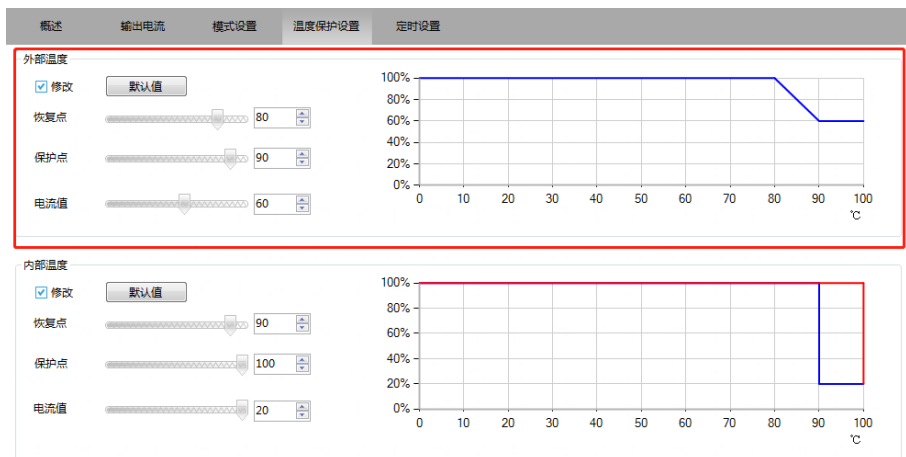 概述 输出电流 模式设置 温度保护设置 定时设置
外部温度
修改 默认值
恢复点 80
保护点 90
电流值 60
100%
80%
60%
40%
20%
0%
0 10 20 30 40 50 60 70 80 90 100
℃
内部温度
修改 默认值
恢复点 90
保护点 100
电流值 20
100%
80%
60%
40%
20%
0%
0 10 20 30 40 50 60 70 80 90 100
℃